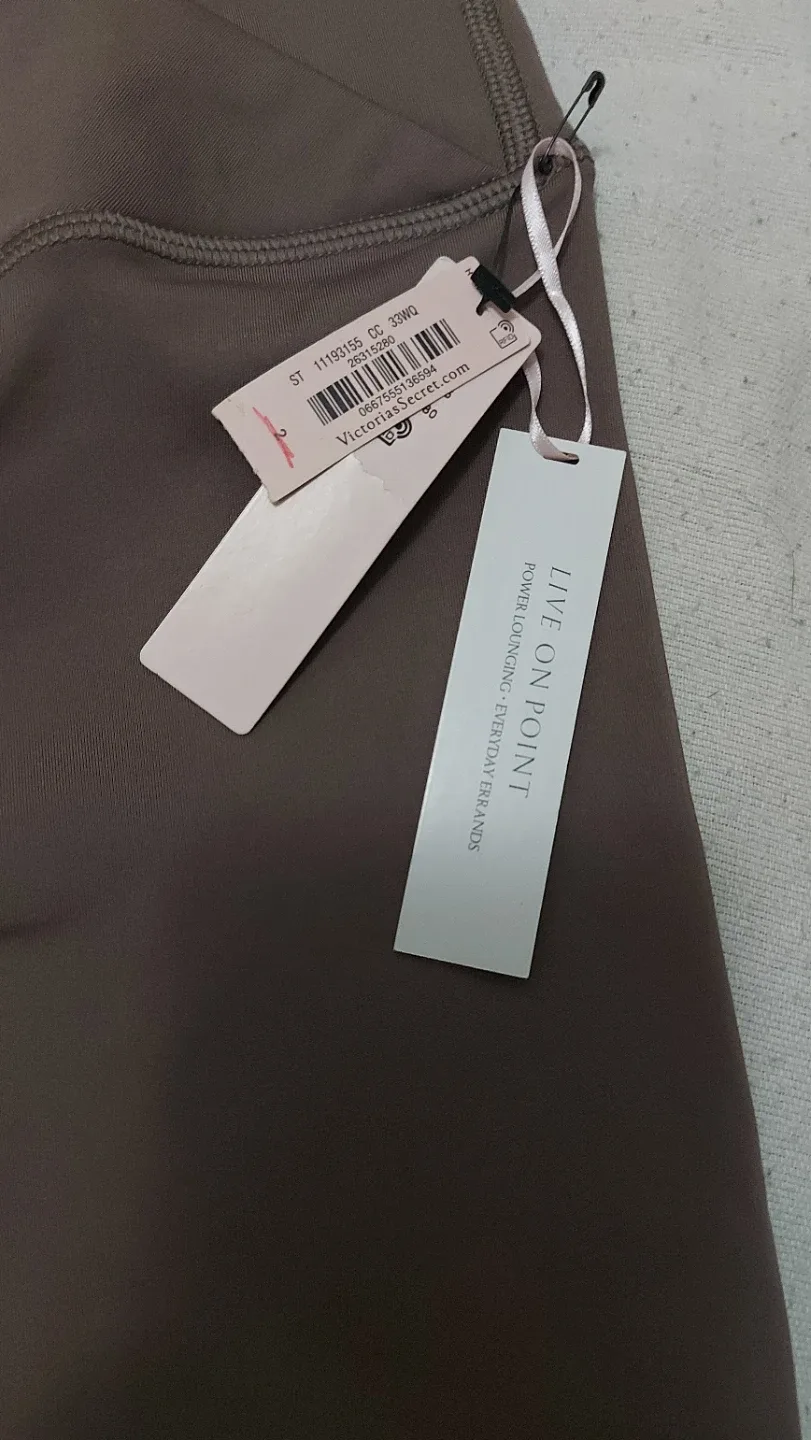 ST 11193155 CC 33WQ
26315280
0667555136594
VictoriasSecret.com
LIVE ON POINT
POWER LOUNGING · EVERYDAY ERRANDS